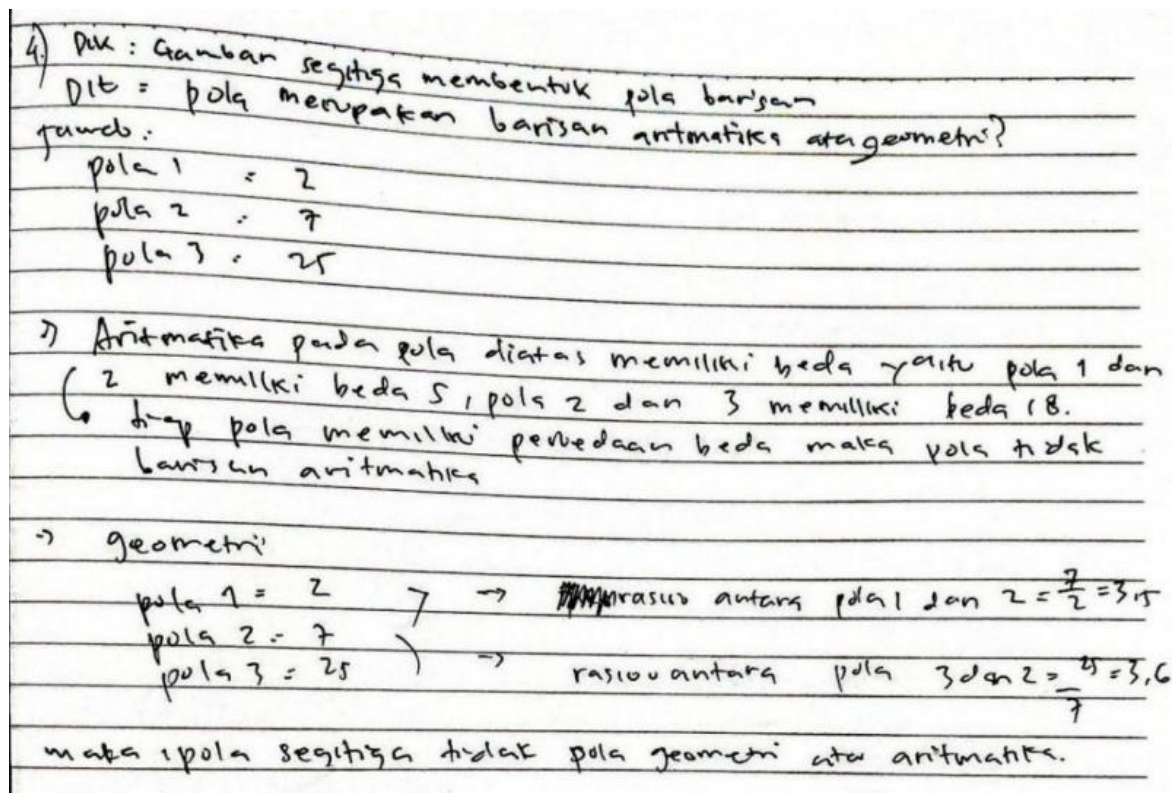 4.) Dik : Gambar segitiga membentuk pola barisan
Dit = pola merupakan barisan aritmatika ata geometri?
Jawab :
pola 1 = 2
pola 2 : 7
pola 3 : 25
→ Aritmatika pada pola diatas memiliki beda yaitu pola 1 dan
2 memiliki beda 5, pola 2 dan 3 memiliki beda 18.
tiap pola memiliki perbedaan beda maka pola tidak
barisan aritmatika
→ geometri
pola 1 = 2 → rasio antara pola 1 dan 2 = 7/2 = 3,5
pola 2 = 7
pola 3 = 25 → rasio antara pola 3 dan 2 = 25/7 = 3,6
maka, pola segitiga tidak pola geometri ata aritmatika.